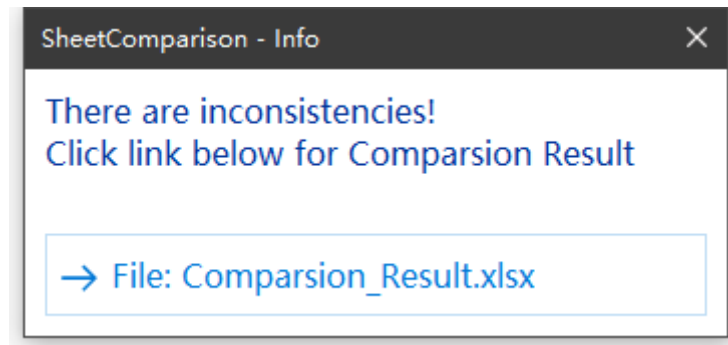 SheetComparison - Info
There are inconsistencies!
Click link below for Comparsion Result
→ File: Comparsion_Result.xlsx